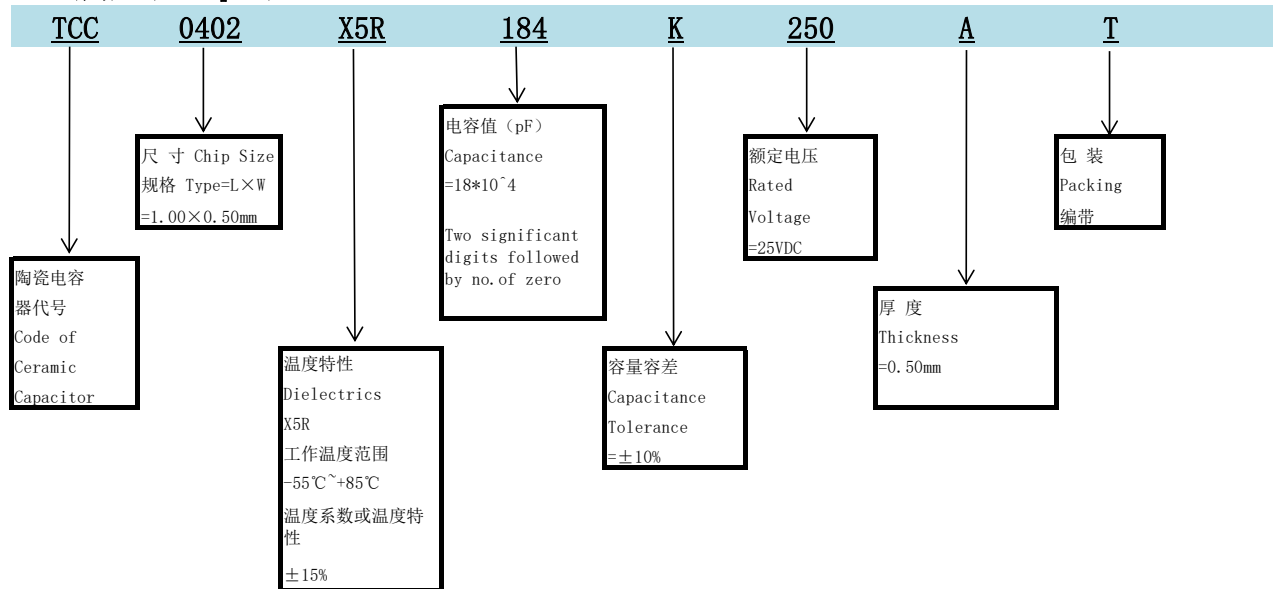 TCC 0402 X5R 184 K 250 A T
陶瓷电容
器代号
Code of
Ceramic
Capacitor
尺 寸 Chip Size
规格 Type=L×W
=1.00×0.50mm
温度特性
Dielectrics
X5R
工作温度范围
-55℃~+85℃
温度系数或温度特
性
±15%
电容值（pF）
Capacitance
=18*10^4
Two significant
digits followed
by no.of zero
容量容差
Capacitance
Tolerance
=±10%
额定电压
Rated
Voltage
=25VDC
厚 度
Thickness
=0.50mm
包 装
Packing
编带